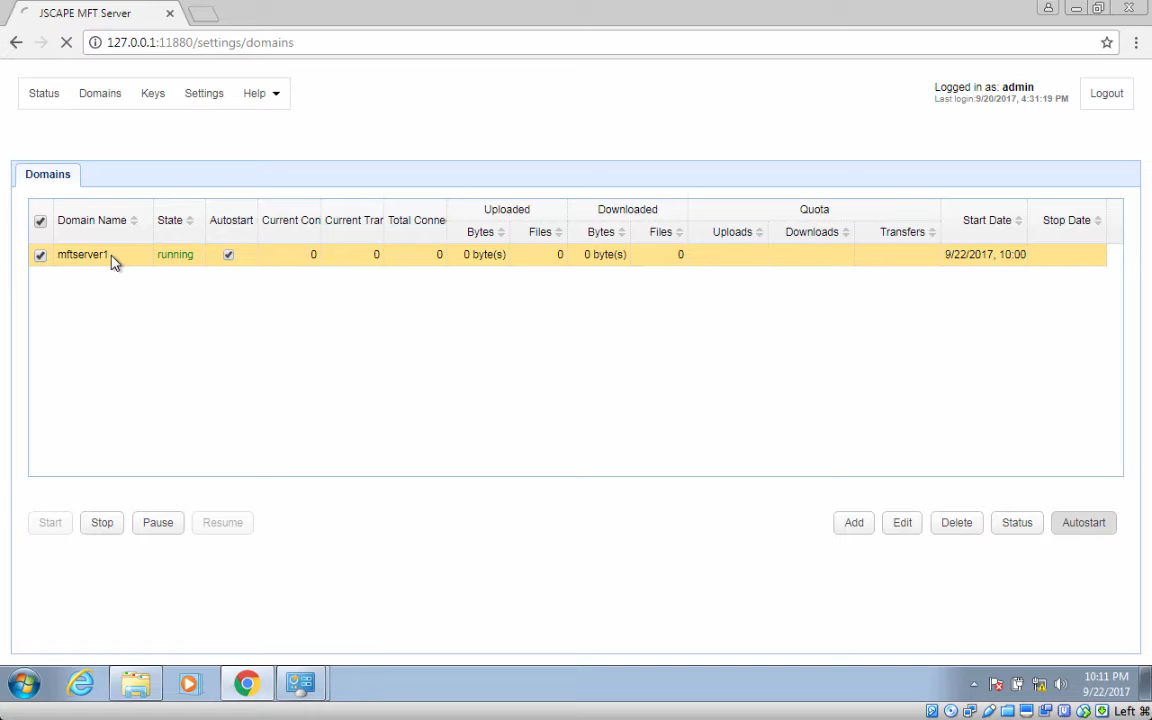 JSCAPE MFT Server
127.0.0.1:11880/settings/domains
Status Domains Keys Settings Help
Logged in as: admin
Last login:9/20/2017, 4:31:19 PM
Logout
Domains
Uploaded Downloaded Quota
Domain Name State Autostart Current Con Current Trar Total Conne Bytes Files Bytes Files Uploads Downloads Transfers Start Date Stop Date
mftserver1 running 0 0 0 0 byte(s) 0 0 byte(s) 0 9/22/2017, 10:00
Start Stop Pause Resume Add Edit Delete Status Autostart
10:11 PM
9/22/2017
Left ⌘